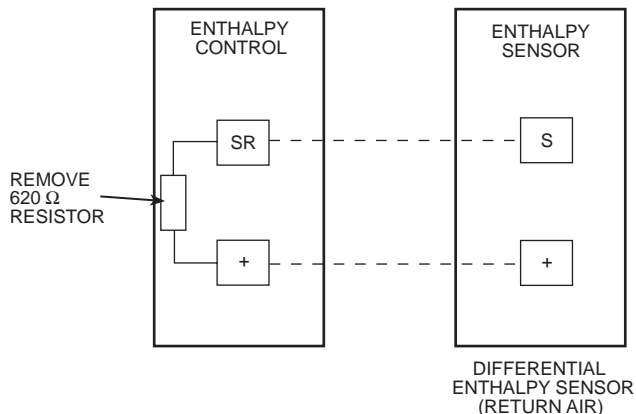 ENTHALPY
CONTROL
ENTHALPY
SENSOR
SR
S
REMOVE
620 Ω
RESISTOR
+
+
DIFFERENTIAL
ENTHALPY SENSOR
(RETURN AIR)